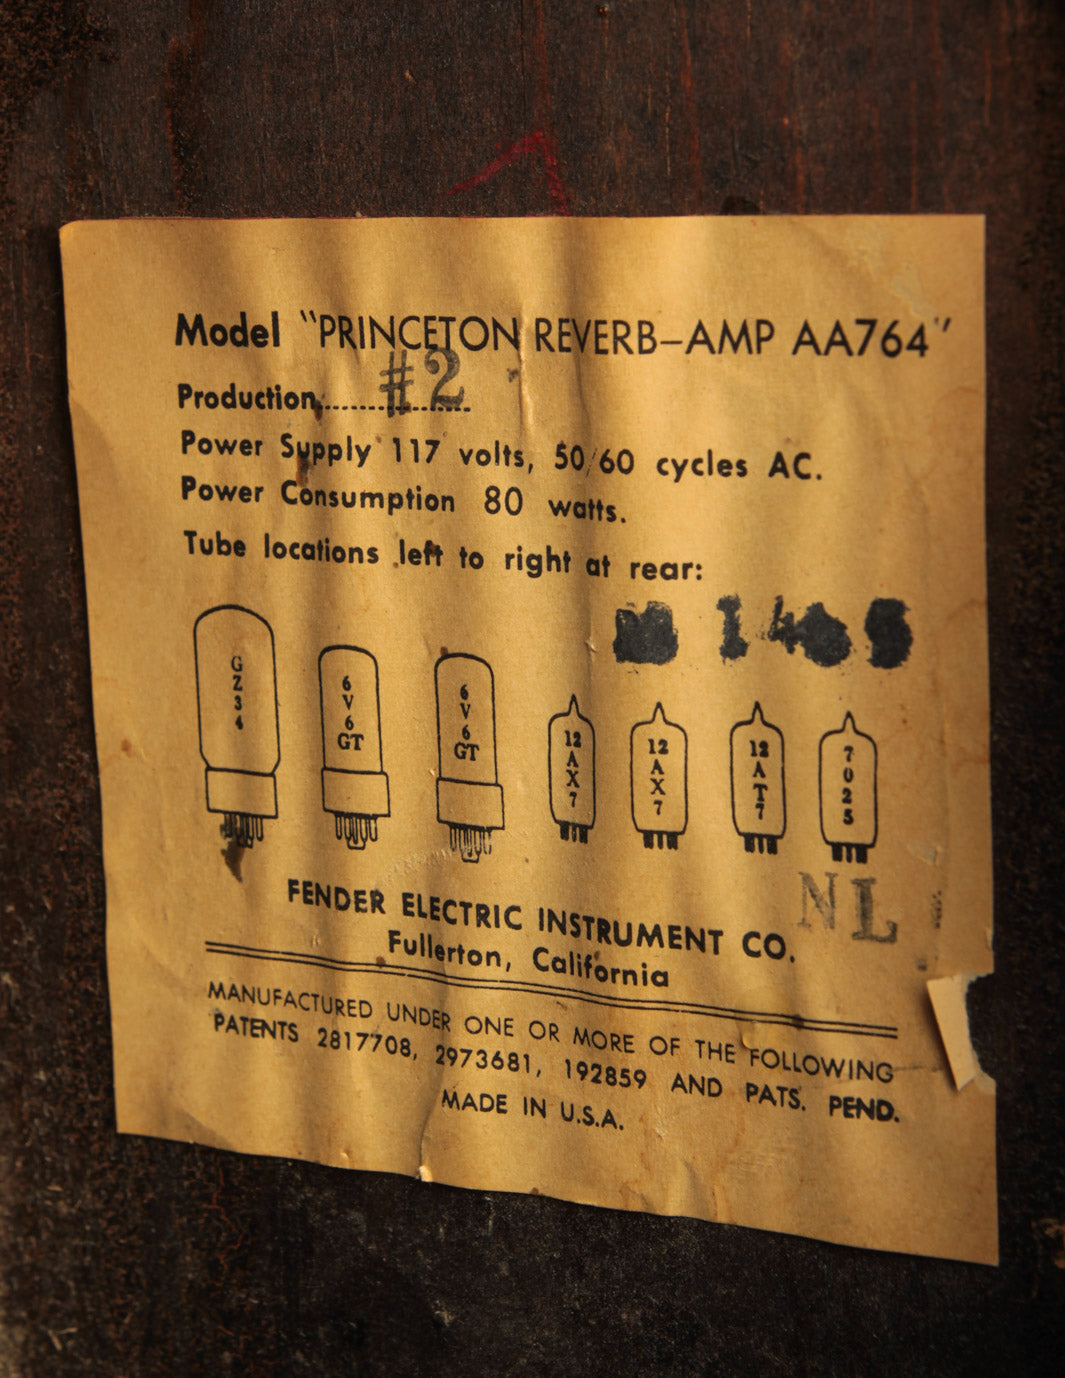 Model "PRINCETON REVERB-AMP AA764"
Production.................. #2
Power Supply 117 volts, 50/60 cycles AC.
Power Consumption 80 watts.
Tube locations left to right at rear:
GZ34 6V6GT 6V6GT 12AX7 12AX7 12AT7 7025
NL
FENDER ELECTRIC INSTRUMENT CO.
Fullerton, California
MANUFACTURED UNDER ONE OR MORE OF THE FOLLOWING
PATENTS 2817708, 2973681, 192859 AND PATS. PEND.
MADE IN U.S.A.